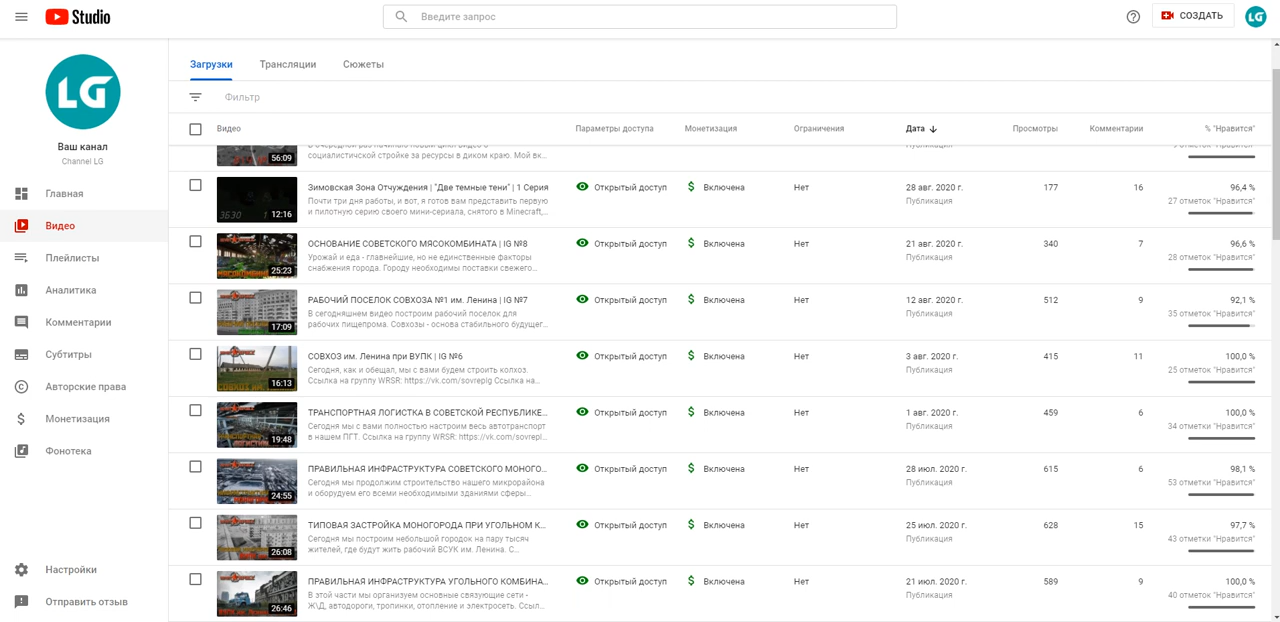 Studio
Введите запрос
СОЗДАТЬ
LG
LG
Ваш канал
Channel LG
Главная
Видео
Плейлисты
Аналитика
Комментарии
Субтитры
Авторские права
Монетизация
Фонотека
Настройки
Отправить отзыв
Загрузки Трансляции Сюжеты
Фильтр
Видео Параметры доступа Монетизация Ограничения Дата Просмотры Комментарии % "Нравится"
56:09
социалистичской стройке за ресурсы в диком краю. Мой вк...
Публикация
Зимовская Зона Отчуждения | "Две темные тени" | 1 Серия Открытый доступ Включена Нет 28 авг. 2020 г. 177 16 96,4 %
Почти три дня работы, и вот, я готов вам представить первую Публикация 27 отметок "Нравится"
и пилотную серию своего мини-сериала, снятого в Minecraft,...
12:16
ОСНОВАНИЕ СОВЕТСКОГО МЯСОКОМБИНАТА | IG №8 Открытый доступ Включена Нет 21 авг. 2020 г. 340 7 96,6 %
Урожай и еда - главнейшие, но не единственные факторы Публикация 28 отметок "Нравится"
снабжения города. Городу необходимы поставки свежего...
25:23
РАБОЧИЙ ПОСЕЛОК СОВХОЗА №1 им. Ленина | IG №7 Открытый доступ Включена Нет 12 авг. 2020 г. 512 9 92,1 %
В сегодняшнем видео построим рабочий поселок для Публикация 35 отметок "Нравится"
рабочих пищепрома. Совхозы - основа стабильного будущег...
17:09
СОВХОЗ им. Ленина при ВУПК | IG №6 Открытый доступ Включена Нет 3 авг. 2020 г. 415 11 100,0 %
Сегодня, как и обещал, мы с вами будем строить колхоз. Публикация 25 отметок "Нравится"
Ссылка на группу WRSR: https://vk.com/sovrepig Ссылка на...
16:13
ТРАНСПОРТНАЯ ЛОГИСТКА В СОВЕТСКОЙ РЕСПУБЛИКЕ... Открытый доступ Включена Нет 1 авг. 2020 г. 459 6 100,0 %
Сегодня мы с вами полностью настроим весь автотранспорт Публикация 34 отметок "Нравится"
в нашем ПГТ. Ссылка на группу WRSR: https://vk.com/sovrepi...
19:48
ПРАВИЛЬНАЯ ИНФРАСТРУКТУРА СОВЕТСКОГО МОНОГО... Открытый доступ Включена Нет 28 июл. 2020 г. 615 6 98,1 %
Сегодня мы продолжим строительство нашего микрорайона Публикация 53 отметок "Нравится"
и оборудуем его всеми необходимыми зданиями сферы...
24:55
ТИПОВАЯ ЗАСТРОЙКА МОНОГОРОДА ПРИ УГОЛЬНОМ К... Открытый доступ Включена Нет 25 июл. 2020 г. 628 15 97,7 %
Сегодня мы построим небольшой городок на пару тысяч Публикация 43 отметки "Нравится"
жителей, где будут жить рабочий ВСУК им. Ленина. С...
26:08
ПРАВИЛЬНАЯ ИНФРАСТРУКТУРА УГОЛЬНОГО КОМБИНА... Открытый доступ Включена Нет 21 июл. 2020 г. 589 9 100,0 %
В этой части мы организуем основные связующие сети - Публикация 40 отметок "Нравится"
Ж\Д, автодороги, тропинки, отопление и электросеть. Ссыл...
26:46